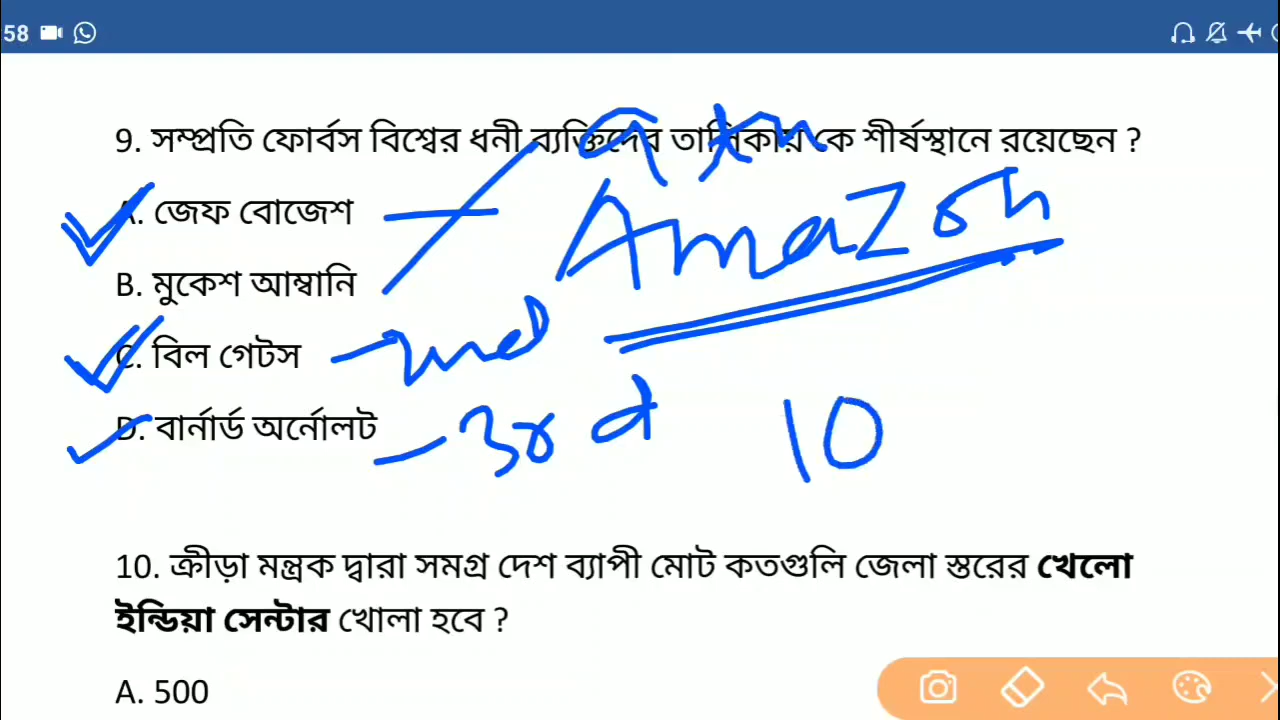 58
9. সম্প্রতি ফোর্বস বিশ্বের ধনী ব্যক্তিদের তালিকায় কে শীর্ষস্থানে রয়েছেন ?
A. জেফ বোজেশ
Amazon
B. মুকেশ আম্বানি
C. বিল গেটস
D. বার্নার্ড অর্নোলট
3rd 10
10. ক্রীড়া মন্ত্রক দ্বারা সমগ্র দেশ ব্যাপী মোট কতগুলি জেলা স্তরের খেলো
ইন্ডিয়া সেন্টার খোলা হবে ?
A. 500